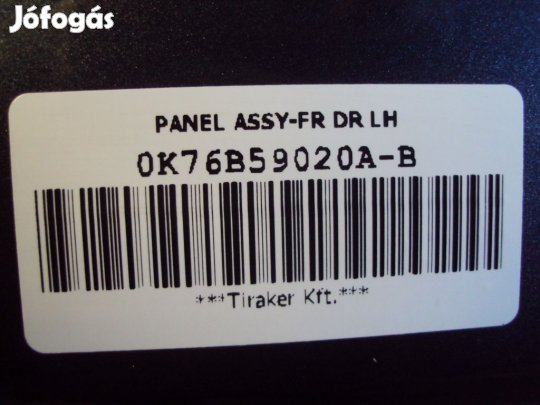 Jófogás
PANEL ASSY-FR DR LH
0K76B59020A-B
***Tiraker Kft.***